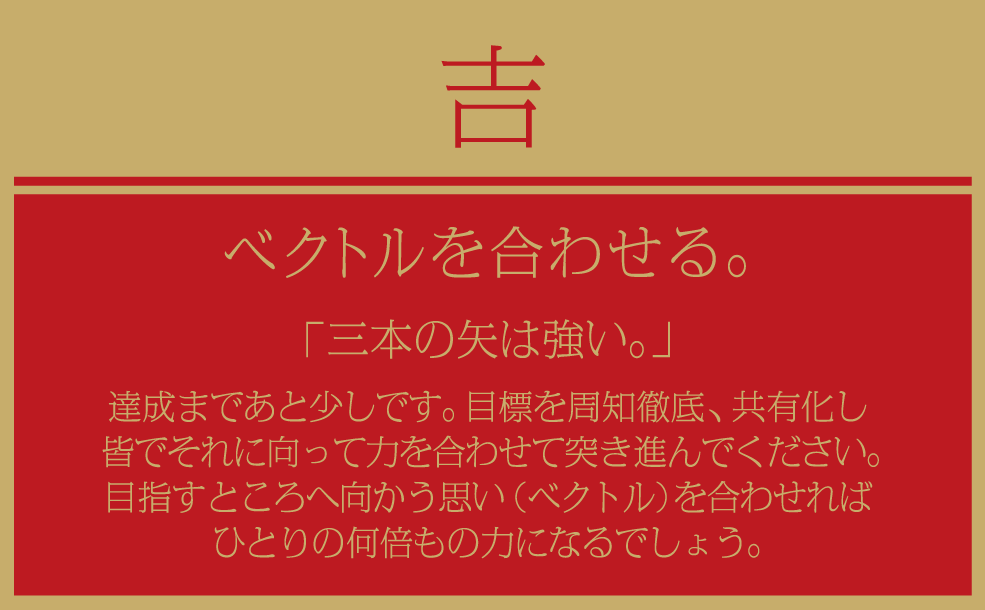 吉
ベクトルを合わせる。
「三本の矢は強い。」
達成まであと少しです。目標を周知徹底、共有化し
皆でそれに向って力を合わせて突き進んでください。
目指すところへ向かう思い（ベクトル）を合わせれば
ひとりの何倍もの力になるでしょう。